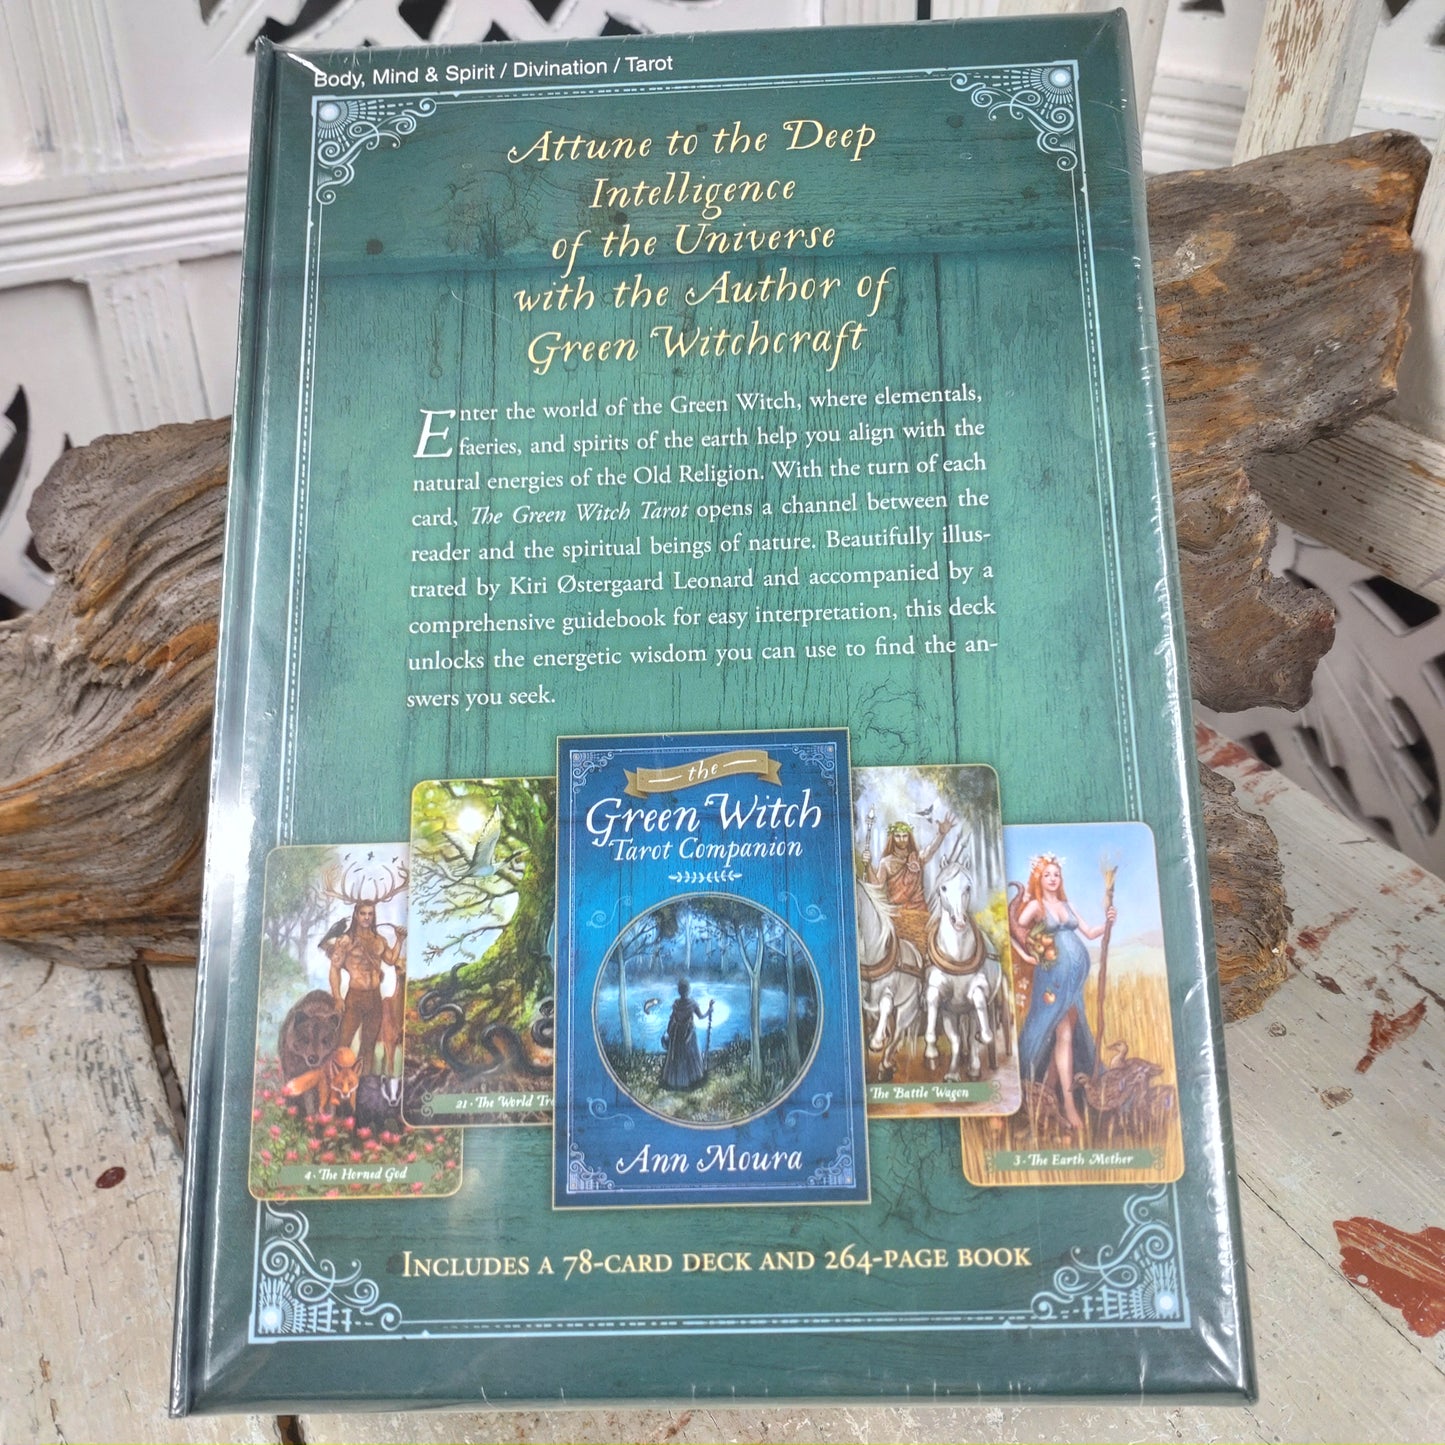 Body, Mind & Spirit / Divination / Tarot
Attune to the Deep
Intelligence
of the Universe
with the Author of
Green Witchcraft
Enter the world of the Green Witch, where elementals,
faeries, and spirits of the earth help you align with the
natural energies of the Old Religion. With the turn of each
card, The Green Witch Tarot opens a channel between the
reader and the spiritual beings of nature. Beautifully illus-
trated by Kiri Østergaard Leonard and accompanied by a
comprehensive guidebook for easy interpretation, this deck
unlocks the energetic wisdom you can use to find the an-
swers you seek.
the
Green Witch
Tarot Companion
Ann Moura
4 · The Horned God
21 · The World Tre
The Battle Wagon
3 · The Earth Mother
Includes a 78-card deck and 264-page book